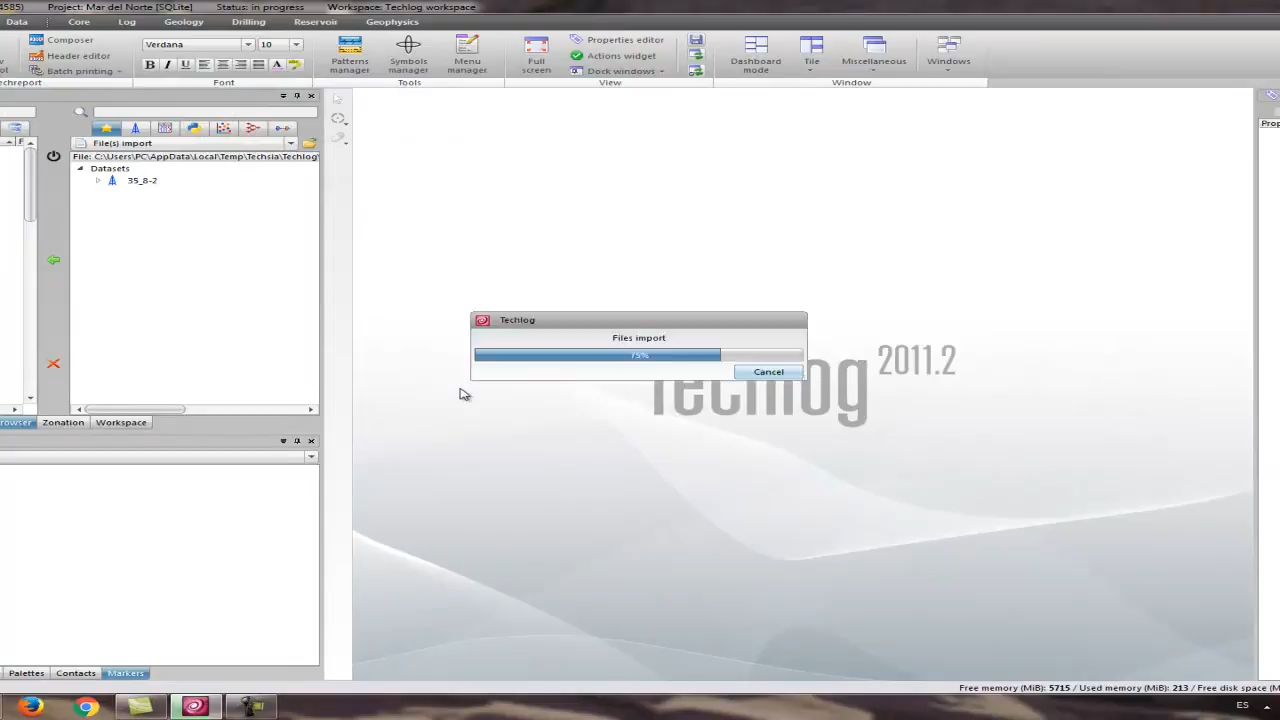 4585) Project: Mar del Norte [SQLite] Status: in progress Workspace: Techlog workspace
Data Core Log Geology Drilling Reservoir Geophysics
Composer
Header editor
Batch printing
Verdana 10
B I U A
Patterns manager
Symbols manager
Menu manager
Full screen
Properties editor
Actions widget
Dock windows
Dashboard mode
Tile
Miscellaneous
Windows
echreport Font Tools View Window
File(s) import
File: C:\Users\PC\AppData\Local\Temp\Techsia\Techlog\
Datasets
35_8-2
Techlog
Files import
75%
Cancel
Techlog 2011.2
Prop
rowser Zonation Workspace
Palettes Contacts Markers
Free memory (MiB): 5715 / Used memory (MiB): 213 / Free disk space (M
ES